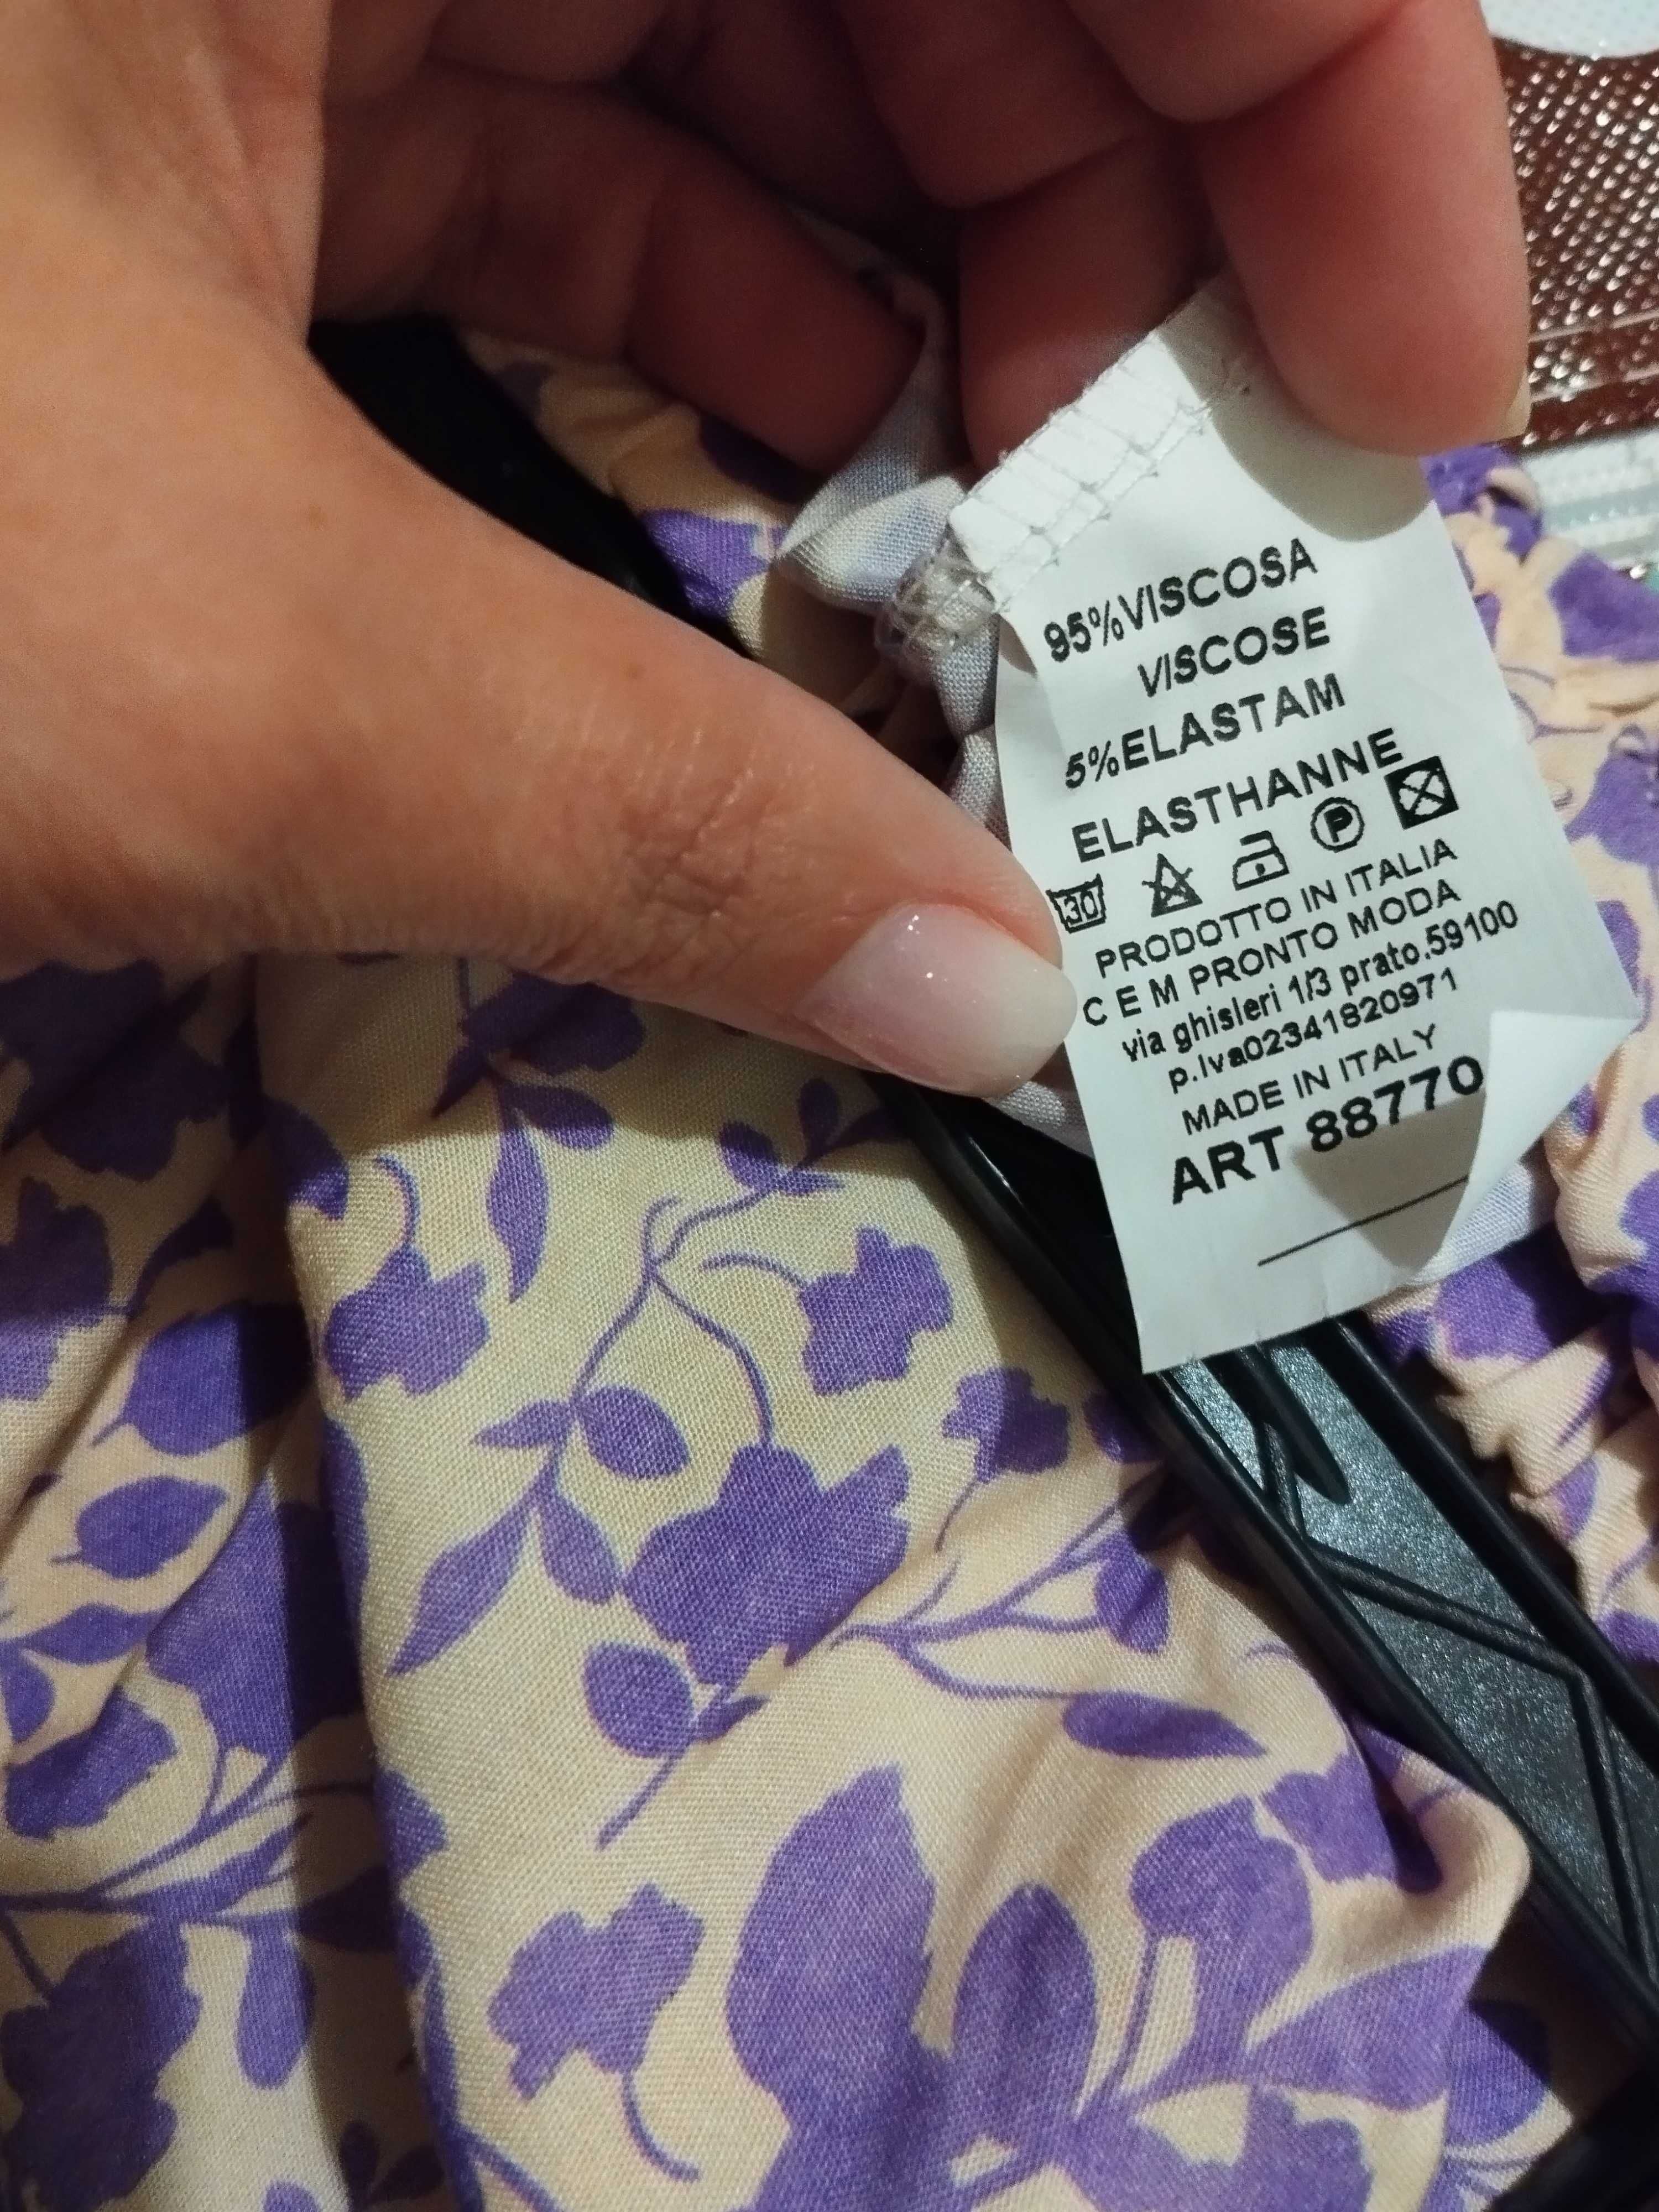 95%VISCOSA
VISCOSE
5%ELASTAM
ELASTHANNE
30 P
PRODOTTO IN ITALIA
C E M PRONTO MODA
via ghisleri 1/3 prato.59100
p.Iva02341820971
MADE IN ITALY
ART 88770